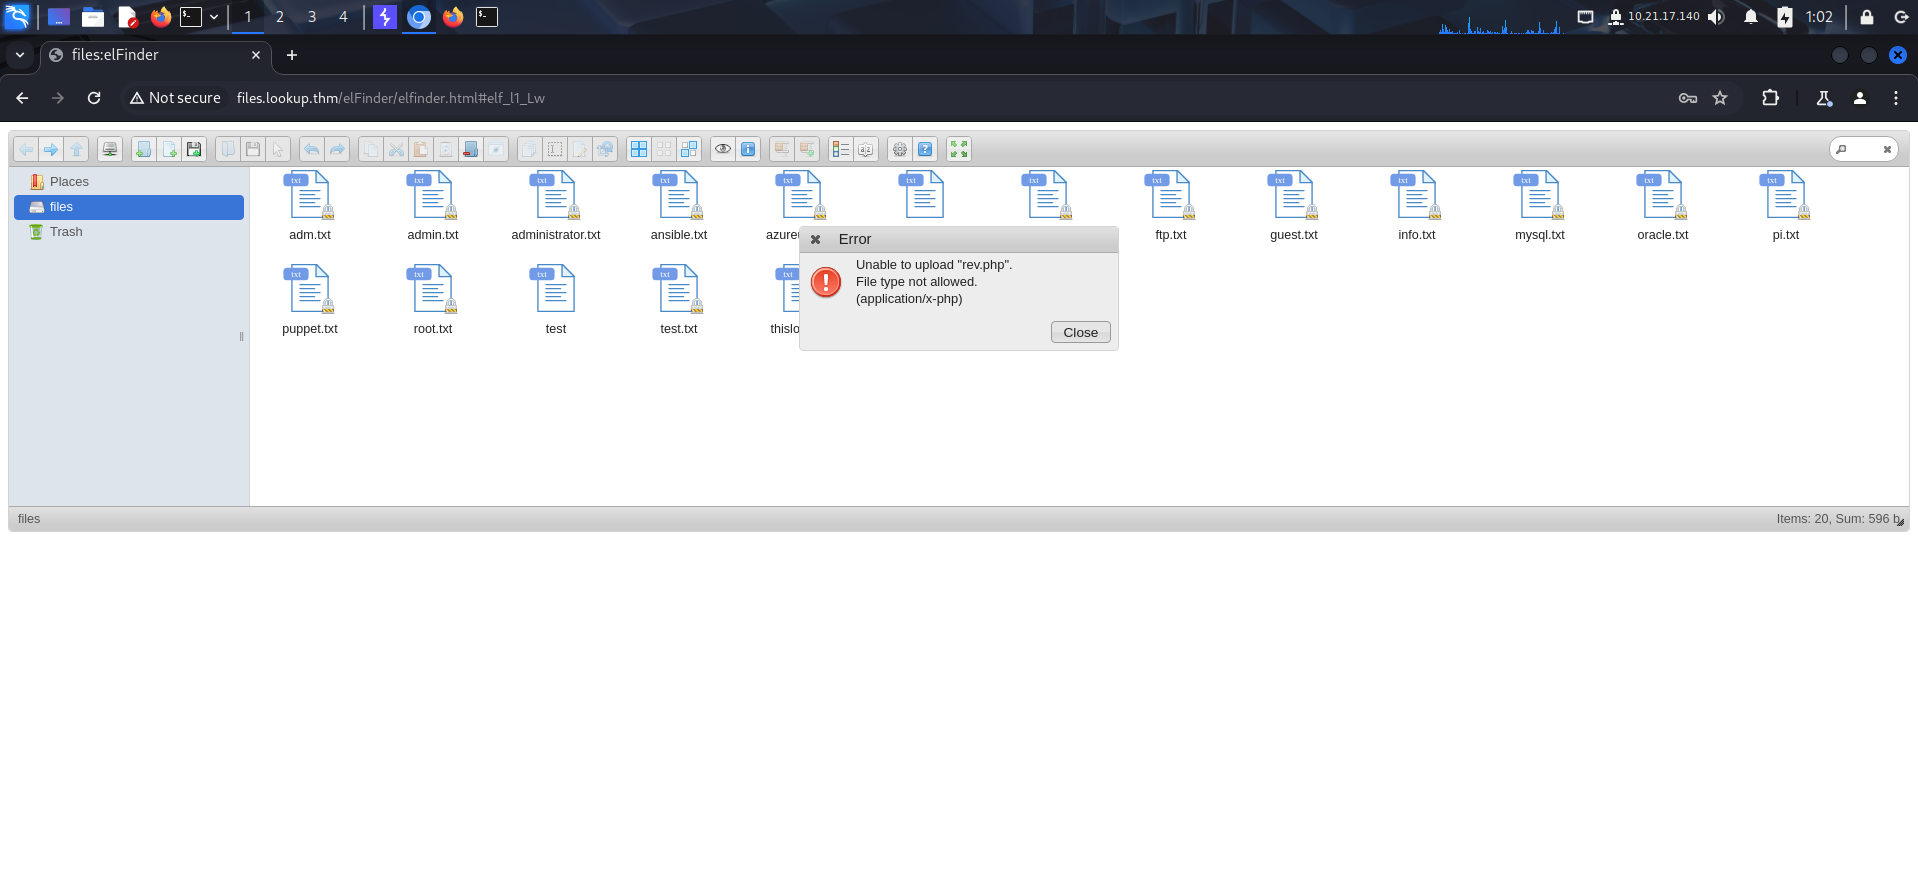 1 2 3 4
10.21.17.140
1:02
files:elFinder
Not secure
files.lookup.thm/elFinder/elfinder.html#elf_l1_Lw
Places
files
Trash
txt txt txt txt txt txt txt txt txt txt txt txt txt
adm.txt admin.txt administrator.txt ansible.txt ftp.txt guest.txt info.txt mysql.txt oracle.txt pi.txt
Error
Unable to upload "rev.php".
File type not allowed.
(application/x-php)
Close
txt txt txt txt txt
puppet.txt root.txt test test.txt
files
Items: 20, Sum: 596 b